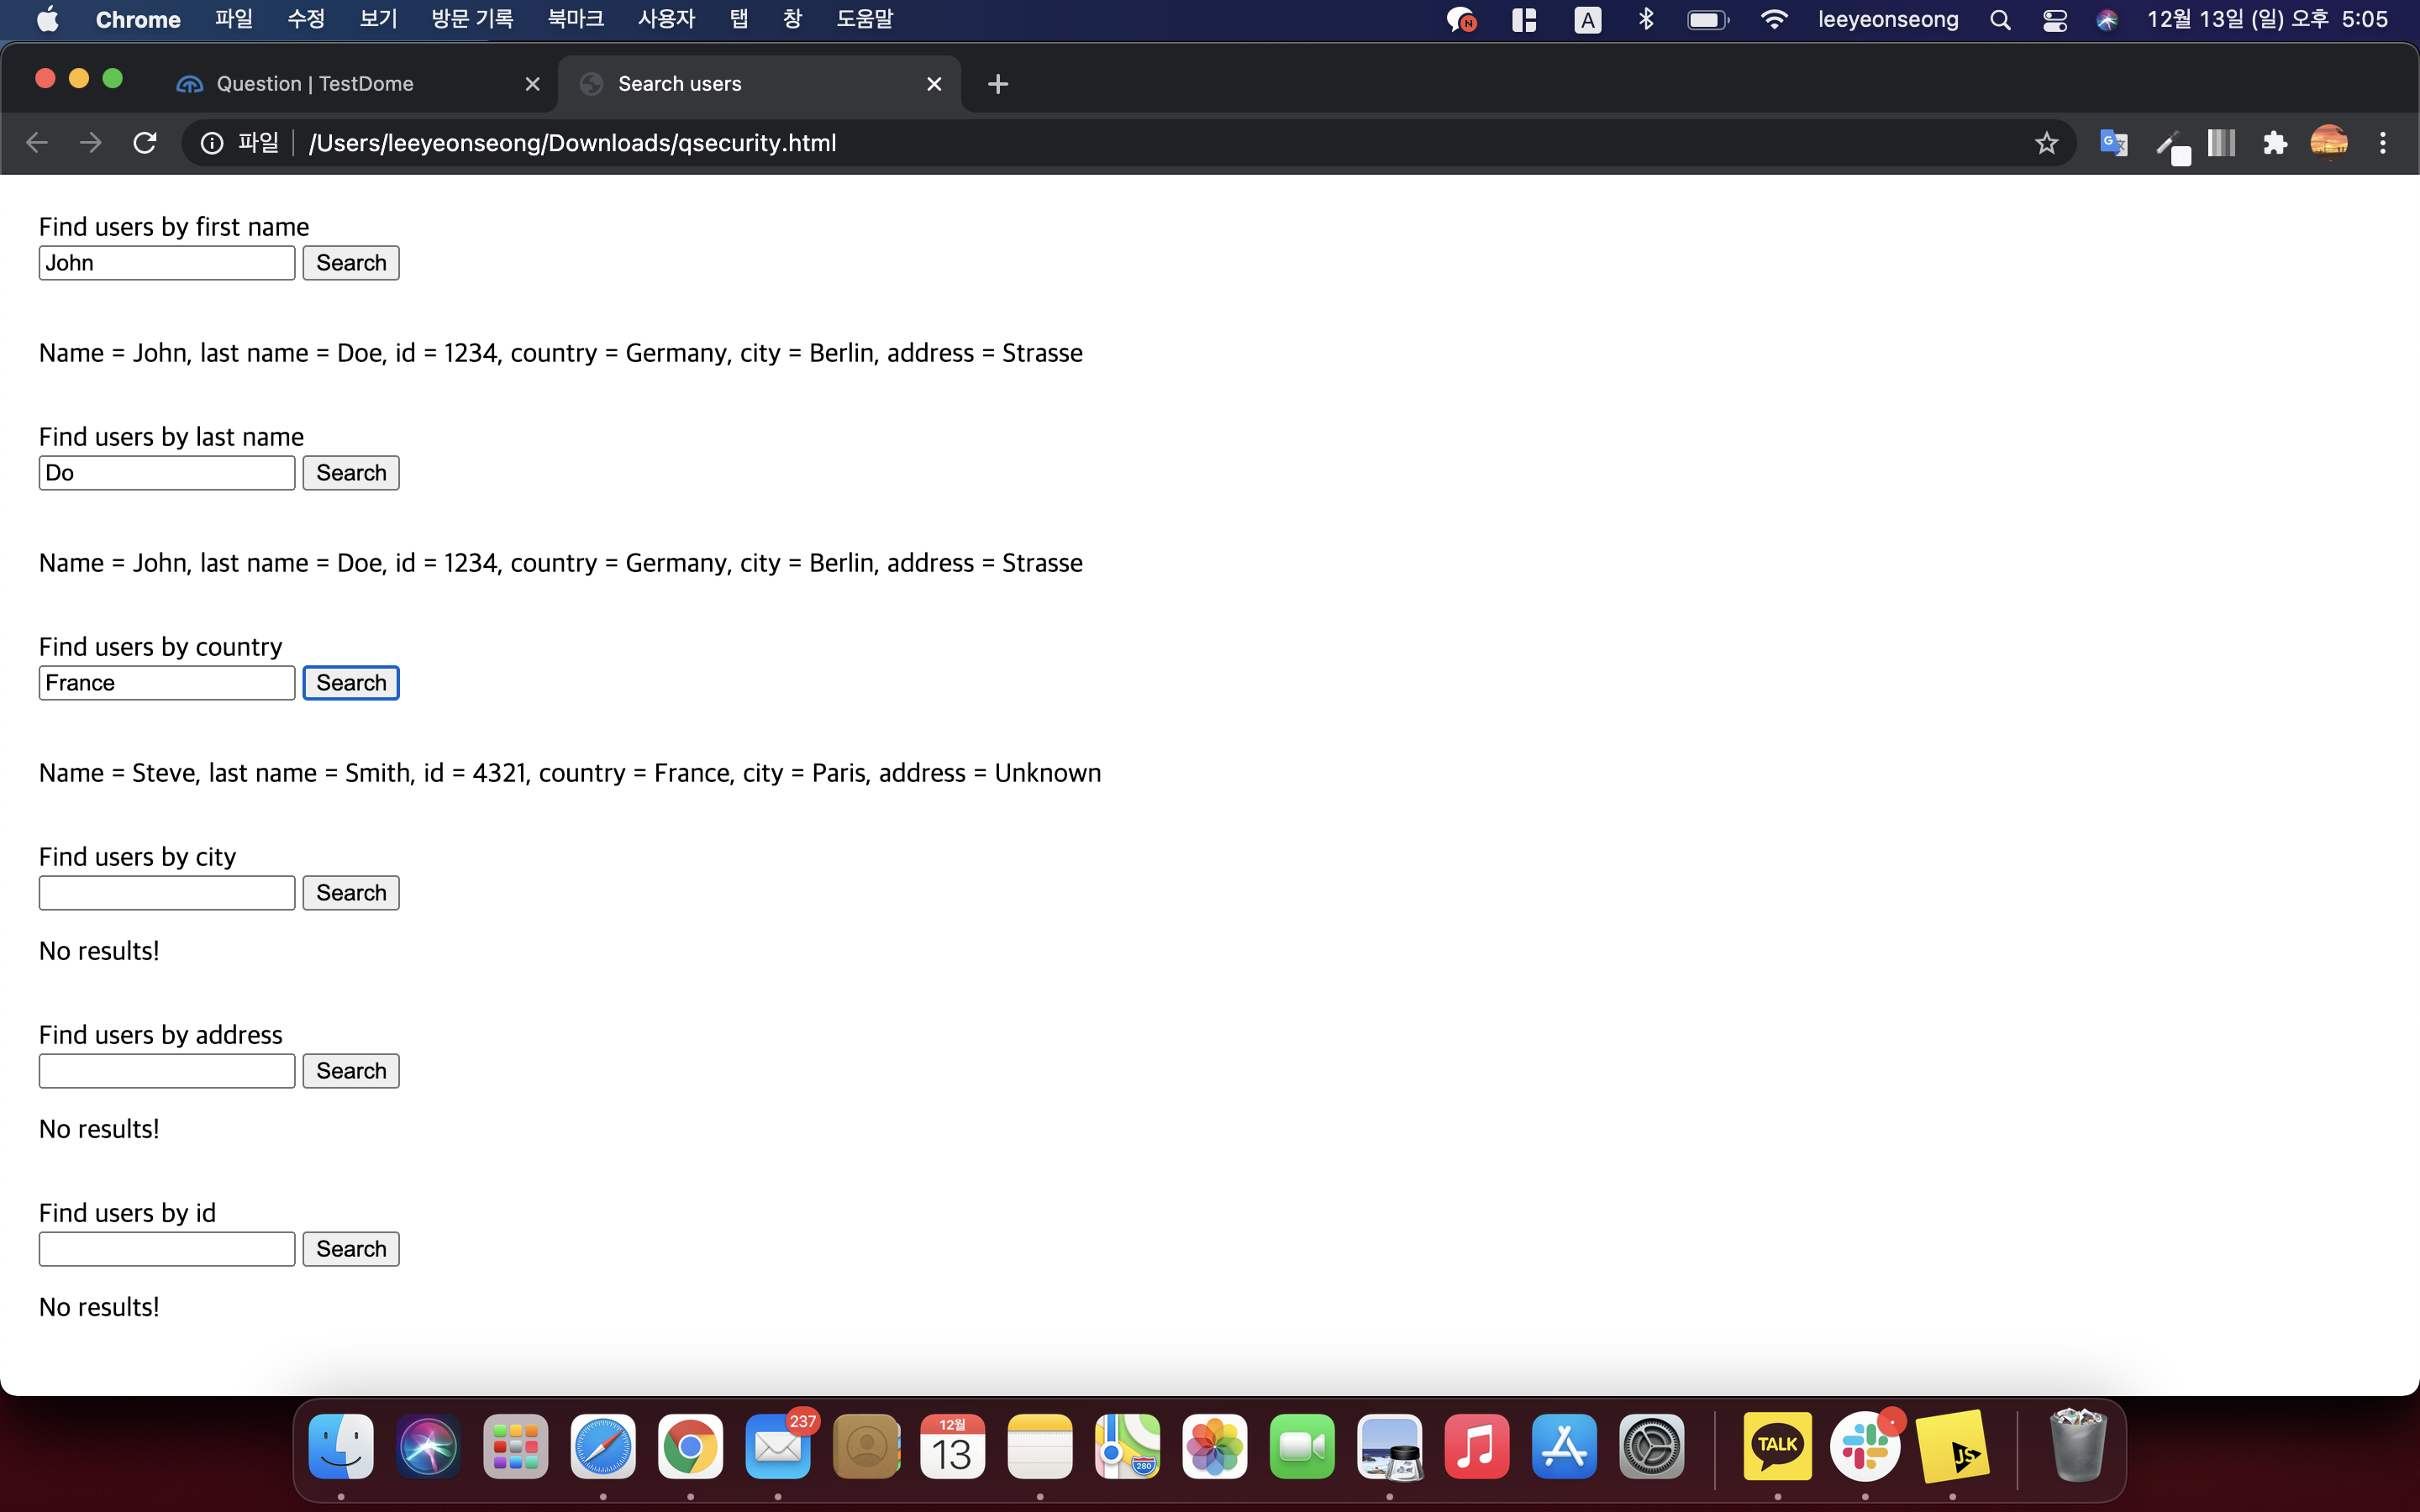 Chrome 파일 수정 보기 방문 기록 북마크 사용자 탭 창 도움말 N A leeyeonseong 12월 13일 (일) 오후 5:05
Question | TestDome Search users
파일 /Users/leeyeonseong/Downloads/qsecurity.html
Find users by first name
John Search
Name = John, last name = Doe, id = 1234, country = Germany, city = Berlin, address = Strasse
Find users by last name
Do Search
Name = John, last name = Doe, id = 1234, country = Germany, city = Berlin, address = Strasse
Find users by country
France Search
Name = Steve, last name = Smith, id = 4321, country = France, city = Paris, address = Unknown
Find users by city
Search
No results!
Find users by address
Search
No results!
Find users by id
Search
No results!
237 12월 13 280 TALK JS